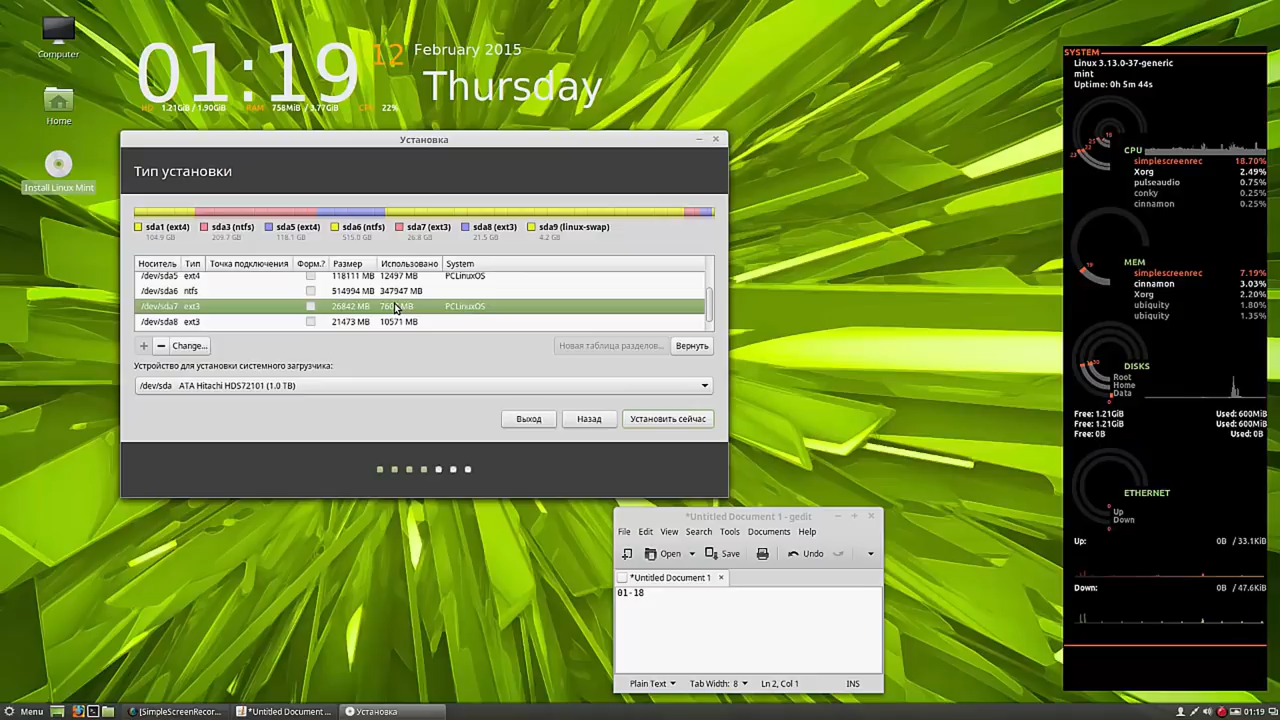 Computer
Home
Install Linux Mint
01:19
12
February 2015
Thursday
HD 1.21GiB / 1.90GiB RAM 758MiB / 3.77GiB CPU 22%
Установка
Тип установки
sda1 (ext4) sda3 (ntfs) sda5 (ext4) sda6 (ntfs) sda7 (ext3) sda8 (ext3) sda9 (linux-swap)
104.9 GB 209.7 GB 118.1 GB 515.0 GB 26.8 GB 21.5 GB 4.2 GB
Носитель Тип Точка подключения Форм.? Размер Использовано System
/dev/sda5 ext4 118111 MB 12497 MB PCLinuxOS
/dev/sda6 ntfs 514994 MB 347947 MB
/dev/sda7 ext3 26842 MB MB PCLinuxOS
/dev/sda8 ext3 21473 MB 10571 MB
+ − Change... Новая таблица разделов... Вернуть
Устройство для установки системного загрузчика:
/dev/sda ATA Hitachi HDS72101 (1.0 TB)
Выход Назад Установить сейчас
*Untitled Document 1 - gedit
File Edit View Search Tools Documents Help
Open Save Undo
*Untitled Document 1
01-18
Plain Text Tab Width: 8 Ln 2, Col 1 INS
SYSTEM
Linux 3.13.0-37-generic
mint
Uptime: 0h 5m 44s
CPU
simplescreenrec 18.70%
Xorg 2.49%
pulseaudio 0.75%
conky 0.25%
cinnamon 0.25%
MEM
simplescreenrec 7.19%
cinnamon 3.03%
Xorg 2.20%
ubiquity 1.80%
ubiquity 1.35%
DISKS
Root
Home
Data
Free: 1.21GiB Used: 600MiB
Free: 1.21GiB Used: 600MiB
Free: 0B Used: 0B
ETHERNET
Up
Down
Up: 0B / 33.1KiB
Down: 0B / 47.6KiB
Menu [SimpleScreenRecor... *Untitled Document ... Установка 01:19